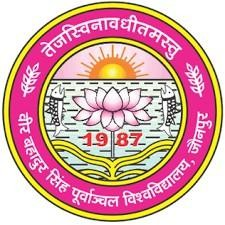 तेजस्विनावधीतमस्तु
1987
वीर बहादुर सिंह पूर्वाञ्चल विश्वविद्यालय, जौनपुर